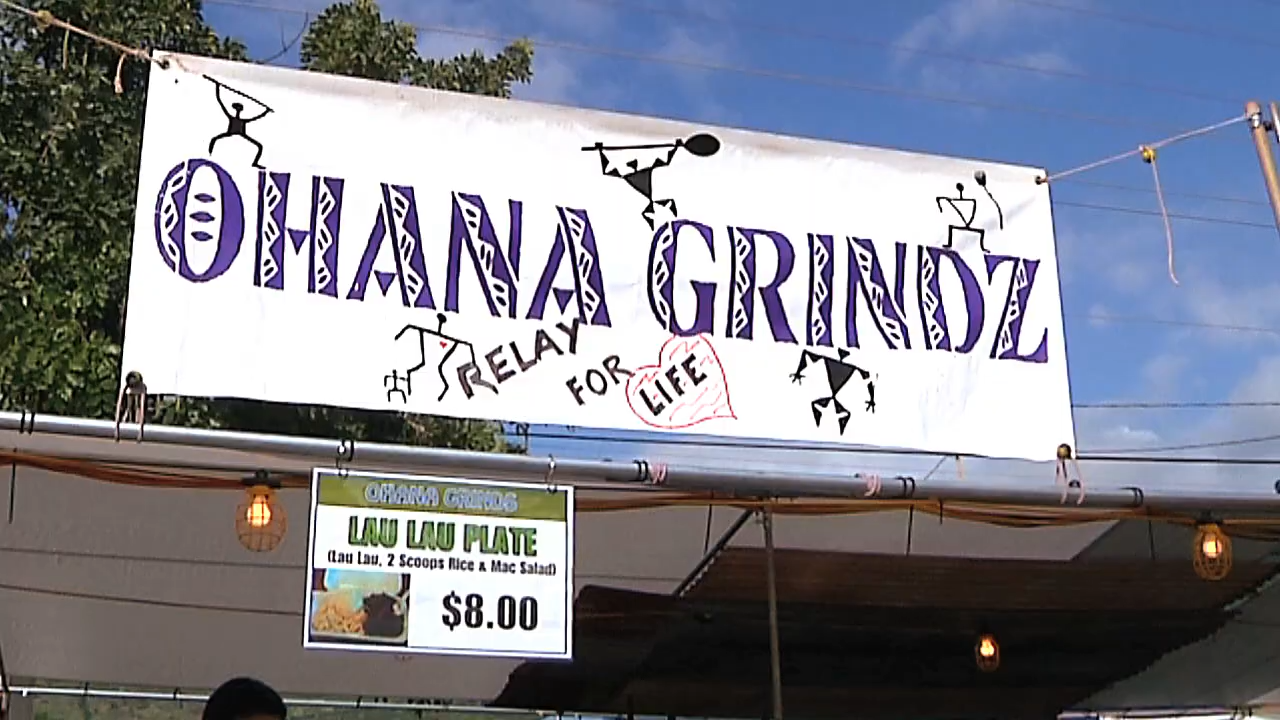 OHANA GRINDZ
RELAY FOR LIFE
OHANA GRINDS
LAU LAU PLATE
(Lau Lau, 2 Scoops Rice & Mac Salad)
$8.00